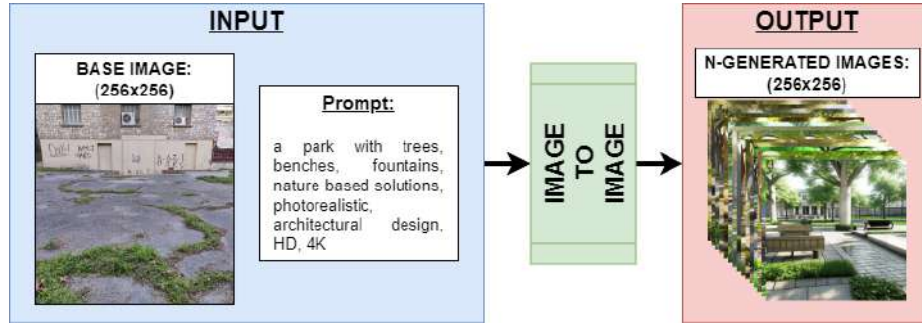 INPUT
BASE IMAGE:
(256x256)
Prompt:
a park with trees,
benches, fountains,
nature based solutions,
photorealistic,
architectural design,
HD, 4K
IMAGE
TO
IMAGE
OUTPUT
N-GENERATED IMAGES:
(256x256)